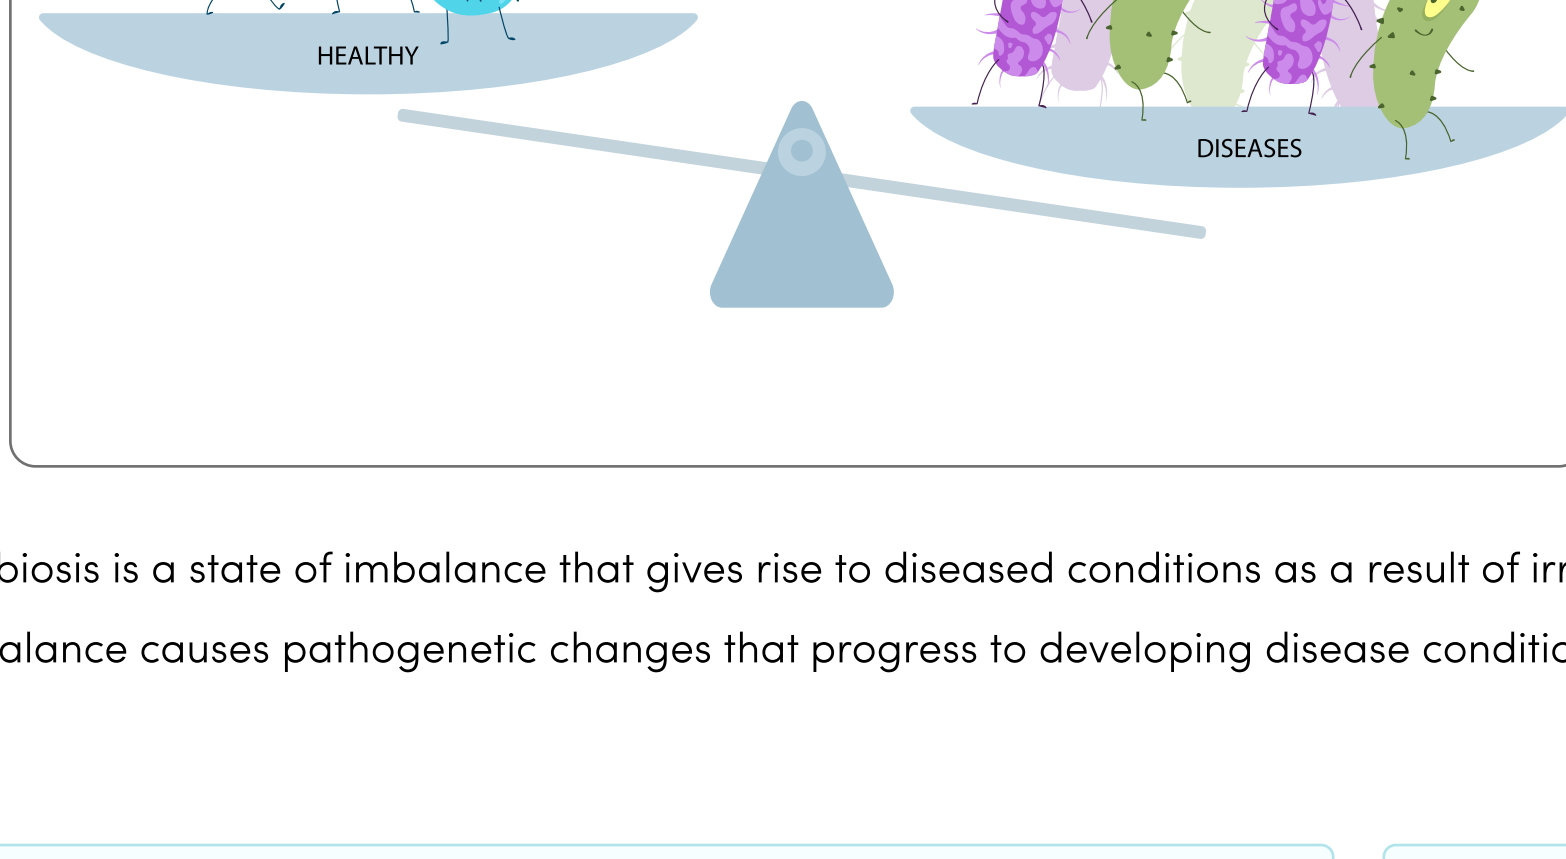 HEALTHY
DISEASES
biosis is a state of imbalance that gives rise to diseased conditions as a result of irr
alance causes pathogenetic changes that progress to developing disease conditio